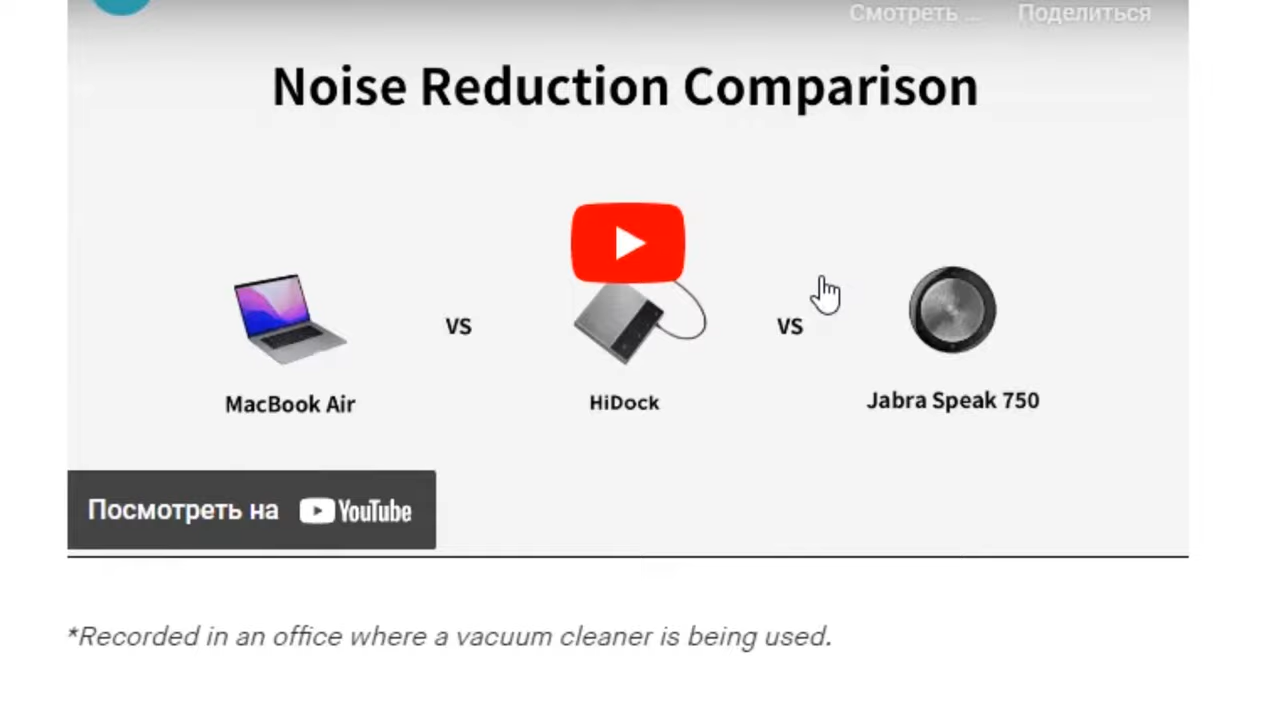 Смотреть ... Поделиться
Noise Reduction Comparison
VS VS
MacBook Air HiDock Jabra Speak 750
Посмотреть на YouTube
*Recorded in an office where a vacuum cleaner is being used.